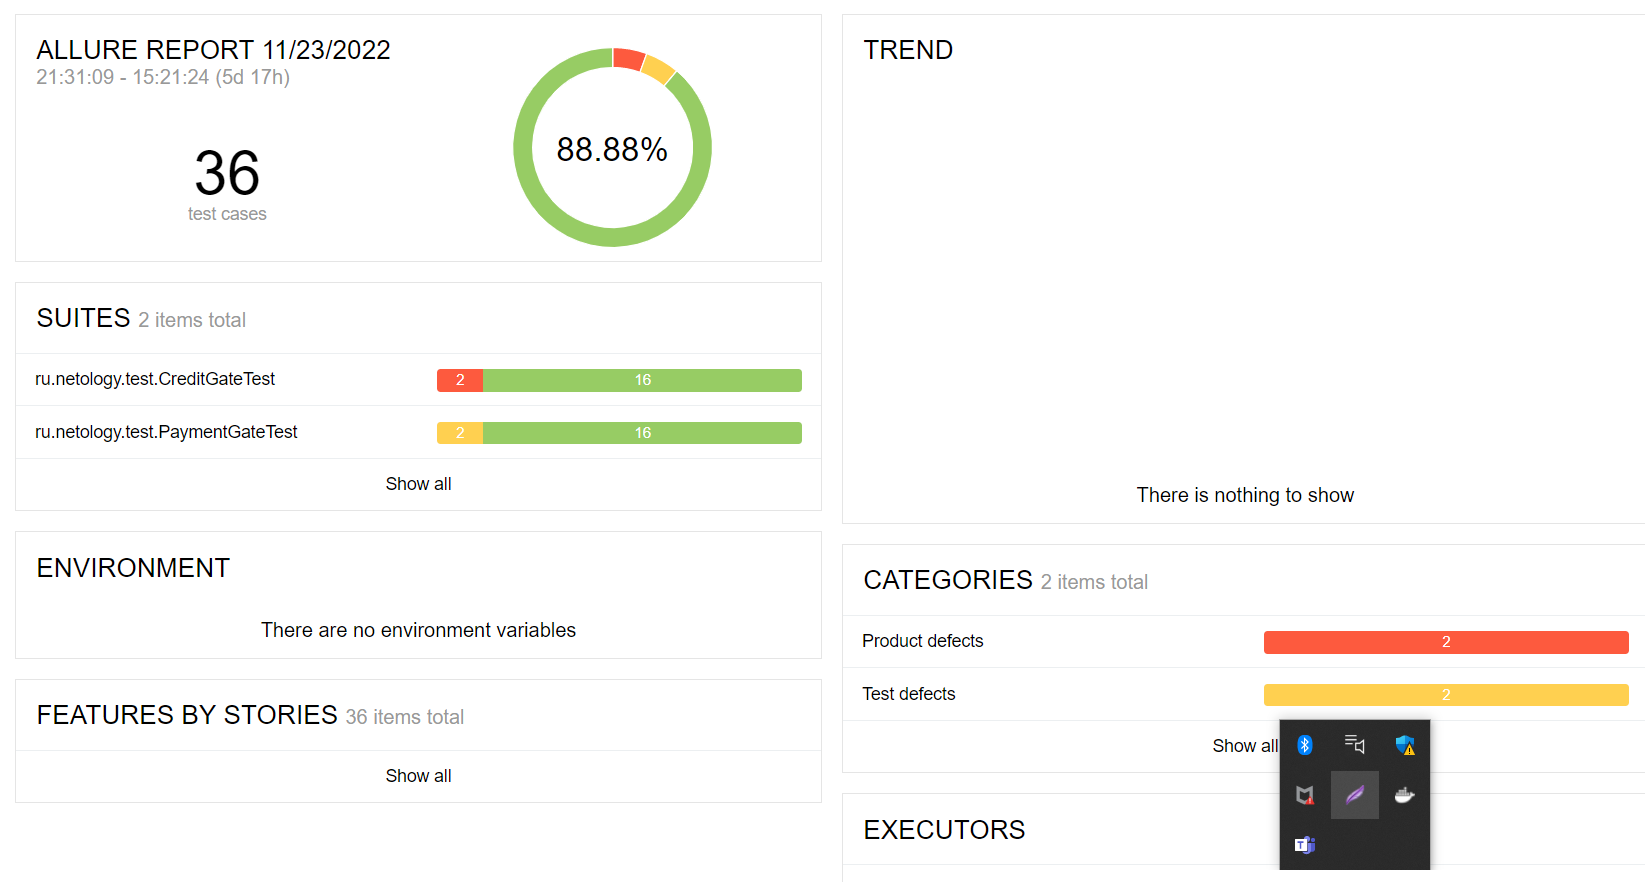 ALLURE REPORT 11/23/2022
21:31:09 - 15:21:24 (5d 17h)
36
test cases
88.88%
SUITES 2 items total
ru.netology.test.CreditGateTest 2 16
ru.netology.test.PaymentGateTest 2 16
Show all
ENVIRONMENT
There are no environment variables
FEATURES BY STORIES 36 items total
Show all
TREND
There is nothing to show
CATEGORIES 2 items total
Product defects 2
Test defects 2
Show all
EXECUTORS